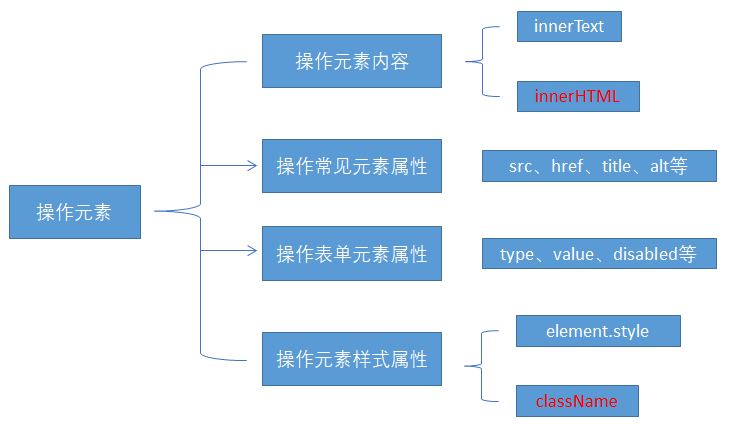 操作元素
操作元素内容
innerText
innerHTML
操作常见元素属性
src、href、title、alt等
操作表单元素属性
type、value、disabled等
操作元素样式属性
element.style
className